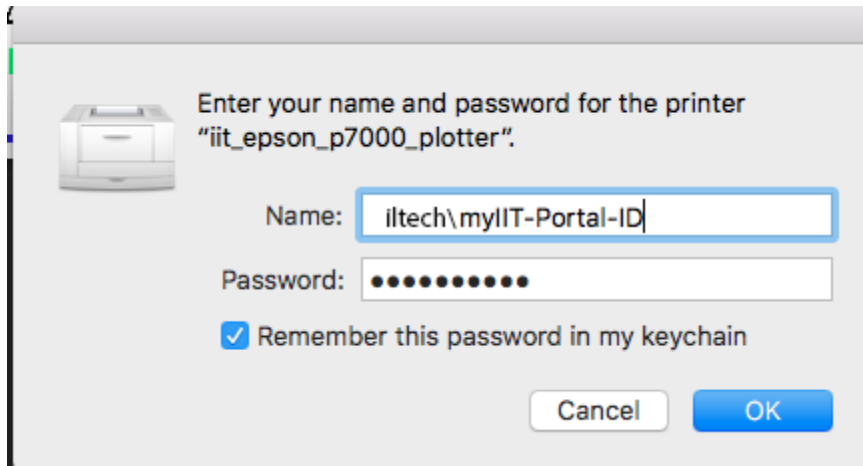 Enter your name and password for the printer
“iit_epson_p7000_plotter”.
Name: iltech\myIIT-Portal-ID
Password: ••••••••••
Remember this password in my keychain
Cancel OK